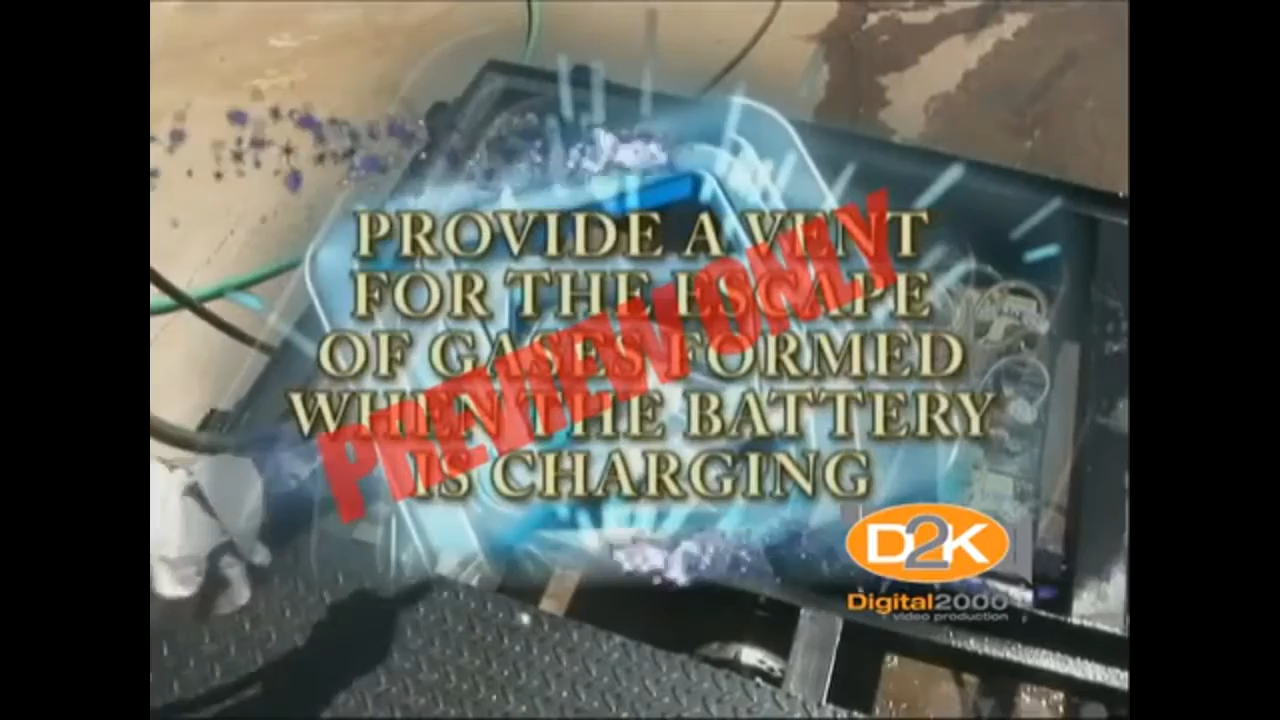 PROVIDE A VENT
FOR THE ESCAPE
OF GASES FORMED
WHEN THE BATTERY
IS CHARGING
PREVIEW ONLY
D2K
Digital2000
video production